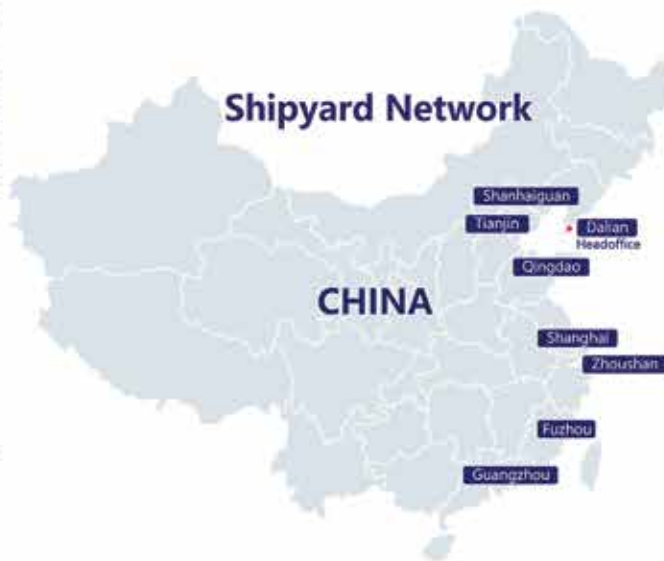 Shipyard Network
Shanhaiguan
Tianjin
Dalian
Headoffice
Qingdao
CHINA
Shanghai
Zhoushan
Fuzhou
Guangzhou